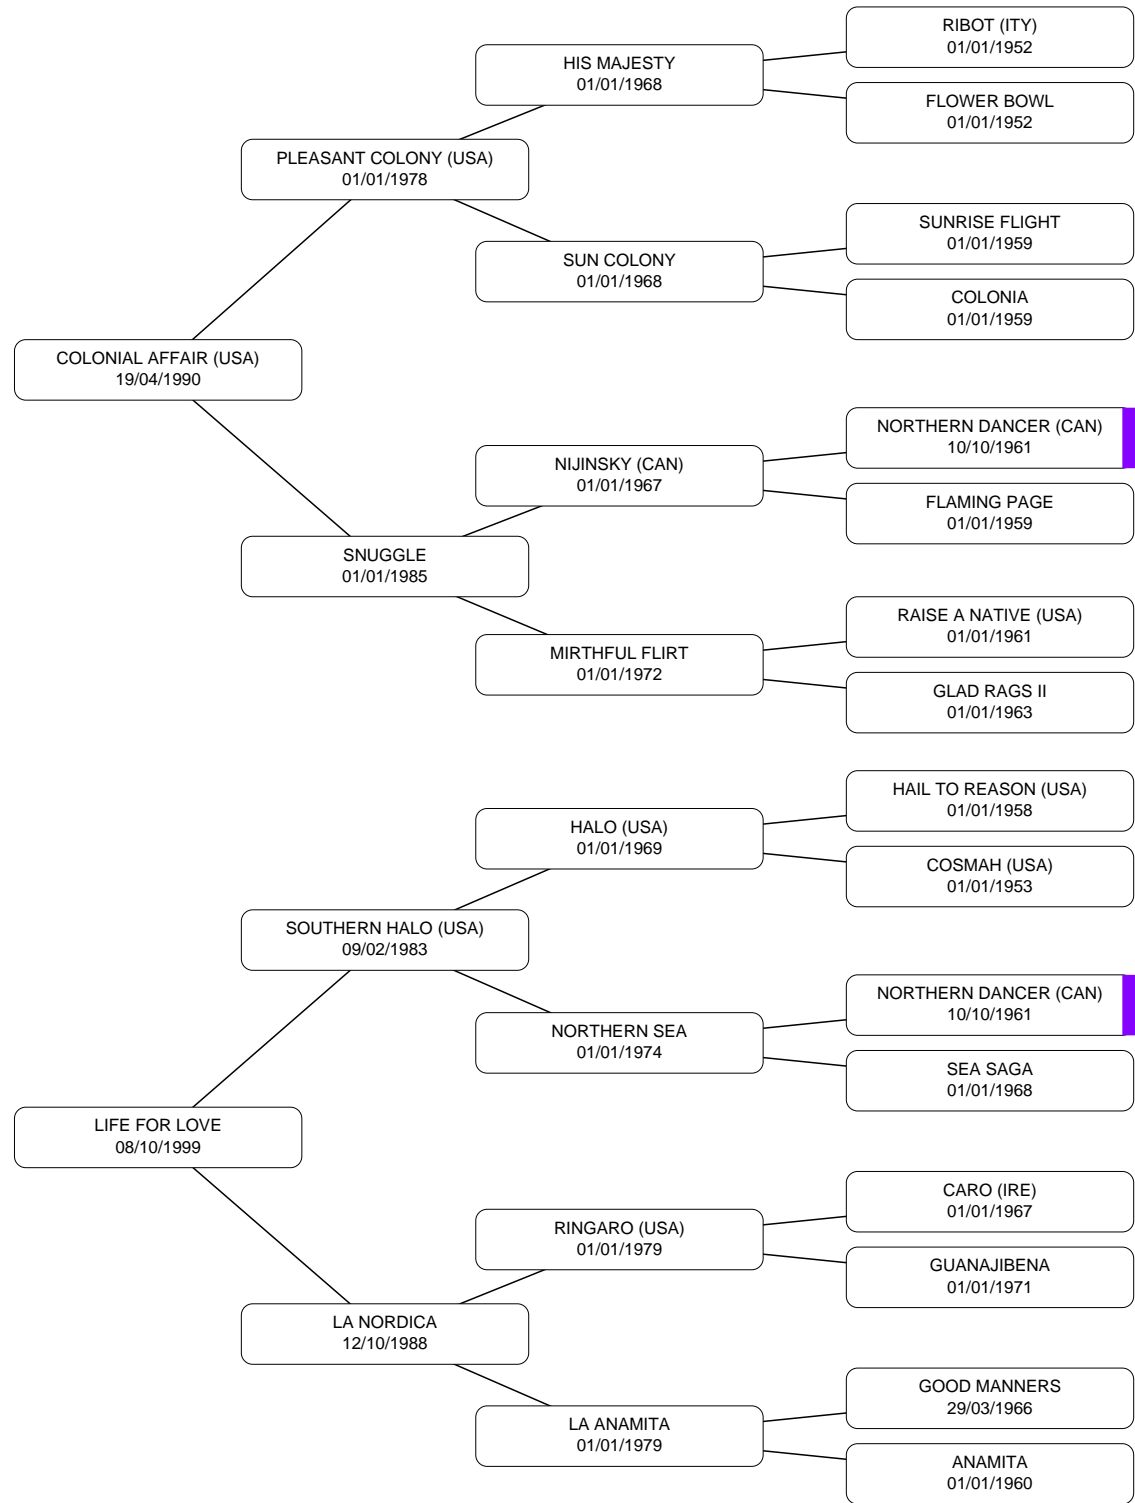 RIBOT (ITY)
01/01/1952
HIS MAJESTY
01/01/1968
FLOWER BOWL
01/01/1952
PLEASANT COLONY (USA)
01/01/1978
SUNRISE FLIGHT
01/01/1959
SUN COLONY
01/01/1968
COLONIA
01/01/1959
COLONIAL AFFAIR (USA)
19/04/1990
NORTHERN DANCER (CAN)
10/10/1961
NIJINSKY (CAN)
01/01/1967
FLAMING PAGE
01/01/1959
SNUGGLE
01/01/1985
RAISE A NATIVE (USA)
01/01/1961
MIRTHFUL FLIRT
01/01/1972
GLAD RAGS II
01/01/1963
HAIL TO REASON (USA)
01/01/1958
HALO (USA)
01/01/1969
COSMAH (USA)
01/01/1953
SOUTHERN HALO (USA)
09/02/1983
NORTHERN DANCER (CAN)
10/10/1961
NORTHERN SEA
01/01/1974
SEA SAGA
01/01/1968
LIFE FOR LOVE
08/10/1999
CARO (IRE)
01/01/1967
RINGARO (USA)
01/01/1979
GUANAJIBENA
01/01/1971
LA NORDICA
12/10/1988
GOOD MANNERS
29/03/1966
LA ANAMITA
01/01/1979
ANAMITA
01/01/1960